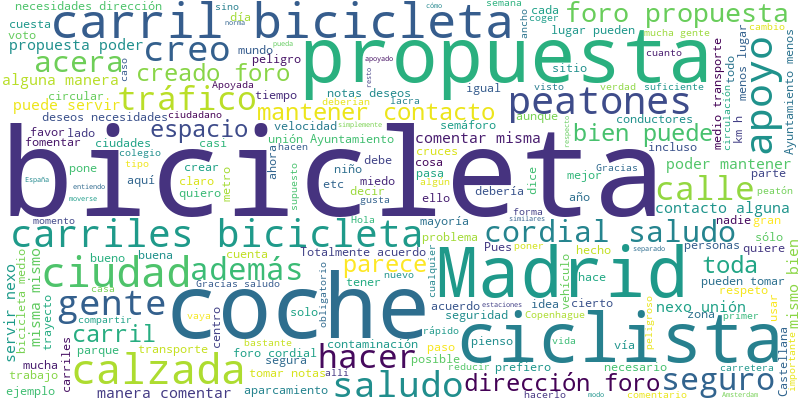 necesidades dirección
carril bicicleta
sino
semana
cómo
cada
coger
foro propuesta
cuesta
voto
día
norma
ancho
mucha gente
cambio
propuesta poder
creo
mundo
peligro
propuesta
lugar pueden
cuanto
acera
caso
Apoyada
pueda
apoyado
resto
sitio
alguna manera
creado foro
tráfico
tiempo
notas deseos
igual
visto
verdad
suficiente
todo
medio transporte
km h
menos lugar
Ayuntamiento menos
apoyo
puede servir
circular
mantener contacto
deberían
lacra
peatones
aunque
conductores
circulación
deseos necesidades
ciudadano
espacio
velocidad
semáforo
simplemente
respecto
favor
lado
fomentar
ciudades
casi
hacen
ahora
unión Ayuntamiento
comentar misma
bien puede
incluso
colegio
tipo
crear
metro
supuesto
niño
debe
cruces
cosa
pasa
algún
Gracias
dice
mejor
poder mantener
parte
España
entiendo
moverse
pone
aquí
claro
quiero
etc
miedo
decir
gusta
ello
debería
año
calle
peatón
contacto alguna
bicicleta
momento
Hola
mayoría
forma
similares
nadie
gran
carriles bicicleta
Totalmente acuerdo
problema
Pues
poner
cordial saludo
sólo
personas
quiere
bueno
buena
cuenta
parece
nuevo
cualquier
hecho
separado
servir nexo
bicicleta medio
misma mismo
ciudad
además
Gracias saludo
obligatorio
tener
Madrid
vehículo
hace
toda
pueden tomar
respeto
mismo bien
casa
compartir
gente
vaya
coche
solo
centro
acuerdo
seguridad
estaciones
idea
Copenhague
cierto
zona
nexo unión
usar
primer
peligroso
trayecto
carril
bastante
contaminación
rápido
ciclista
parque
transporte
foro cordial
segura
hacer
paso
posible
pienso
vida
vía
Castellana
importante
mucha
trabajo
carriles
calzada
tomar notas
alli
reducir
prefiero
necesario
carretera
seguro
ejemplo
manera comentar
aparcamiento
saludo
hacerlo
dirección foro
modo
comentario
Amsterdam